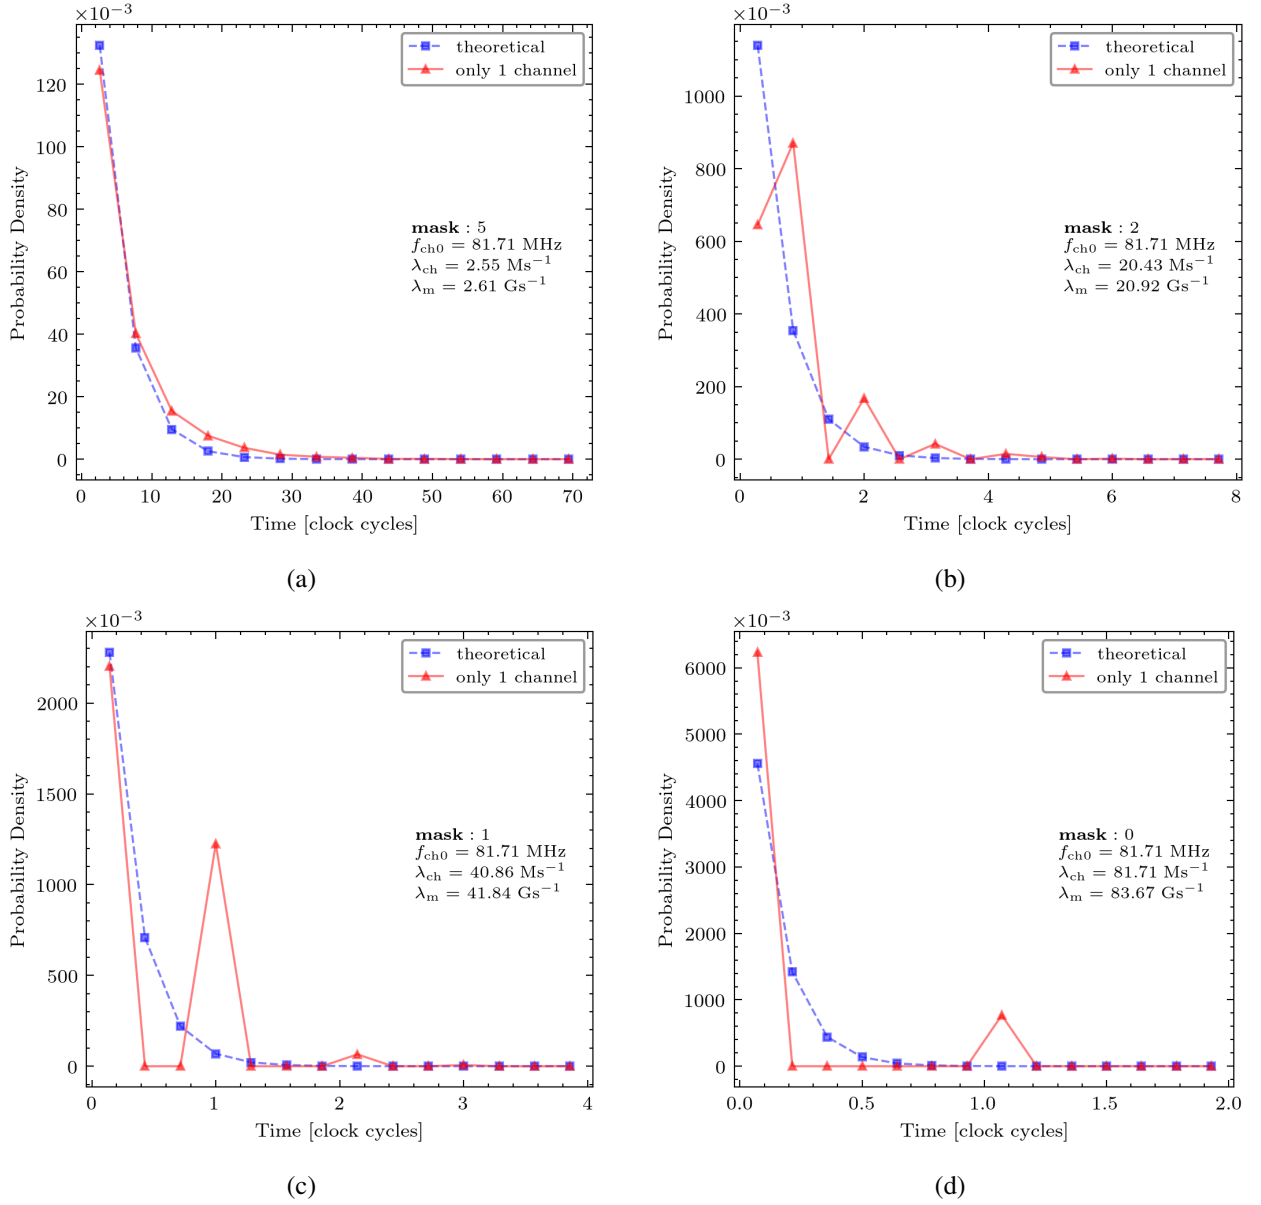 ×10⁻³
theoretical
only 1 channel
120
100
80
60
40
20
0
Probability Density
mask : 5
f_ch0 = 81.71 MHz
λ_ch = 2.55 Ms⁻¹
λ_m = 2.61 Gs⁻¹
0 10 20 30 40 50 60 70
Time [clock cycles]
(a)
×10⁻³
theoretical
only 1 channel
1000
800
600
400
200
0
Probability Density
mask : 2
f_ch0 = 81.71 MHz
λ_ch = 20.43 Ms⁻¹
λ_m = 20.92 Gs⁻¹
0 2 4 6 8
Time [clock cycles]
(b)
×10⁻³
theoretical
only 1 channel
2000
1500
1000
500
0
Probability Density
mask : 1
f_ch0 = 81.71 MHz
λ_ch = 40.86 Ms⁻¹
λ_m = 41.84 Gs⁻¹
0 1 2 3 4
Time [clock cycles]
(c)
×10⁻³
theoretical
only 1 channel
6000
5000
4000
3000
2000
1000
0
Probability Density
mask : 0
f_ch0 = 81.71 MHz
λ_ch = 81.71 Ms⁻¹
λ_m = 83.67 Gs⁻¹
0.0 0.5 1.0 1.5 2.0
Time [clock cycles]
(d)